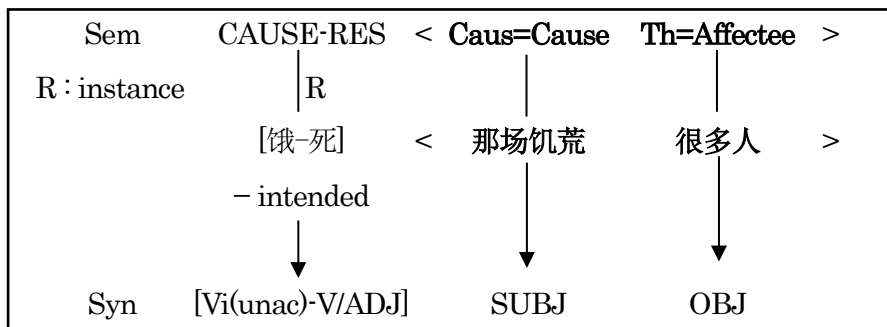 Sem CAUSE-RES < Caus=Cause Th=Affectee >
R : instance R
[饿-死] < 那场饥荒 很多人 >
– intended
Syn [Vi(unac)-V/ADJ] SUBJ OBJ